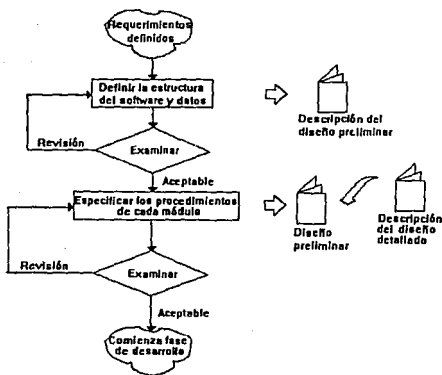 Requerimientos
definidos
Definir la estructura
del software y datos
Descripción del
diseño preliminar
Revisión
Examinar
Aceptable
Especificar los procedimientos
de cada módulo
Diseño
preliminar
Descripción
del diseño
detallado
Revisión
Examinar
Aceptable
Comienza fase
de desarrollo